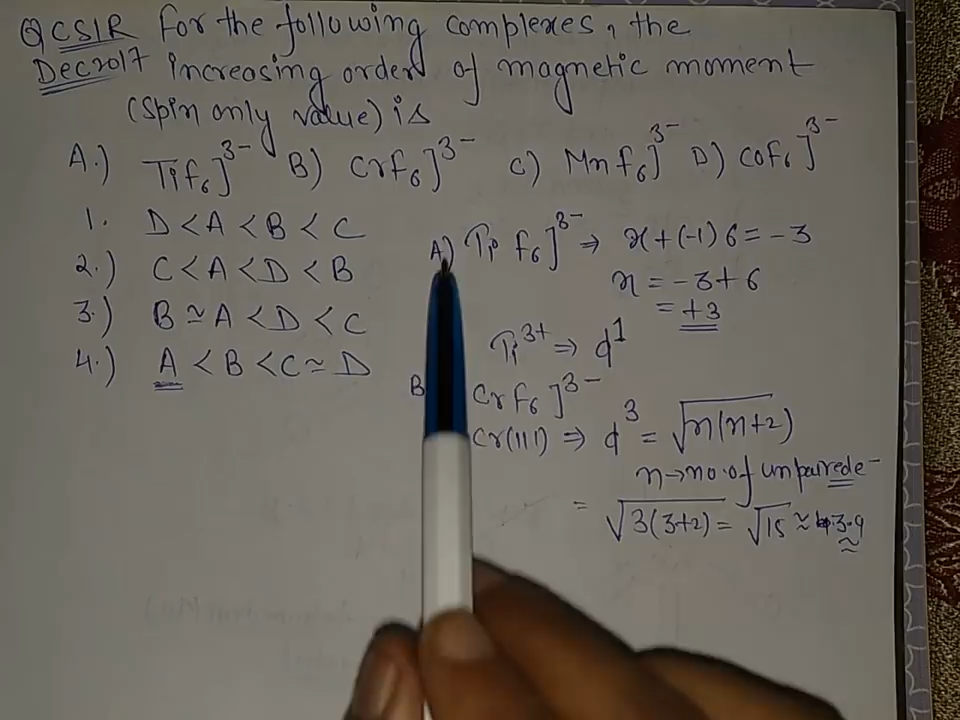 Q CSIR For the following complexes, the
Dec2017 increasing order of magnetic moment
(spin only value) is
A.) TiF₆]³⁻ B) CrF₆]³⁻ C) MnF₆]³⁻ D) COF₆]³⁻
1. D < A < B < C
2.) C < A < D < B
3.) B ≃ A < D < C
4.) A < B < C ≃ D
A) Ti F₆]³⁻ ⇒ x + (-1) 6 = -3
x = -3 + 6
= +3
Ti³⁺ ⇒ d¹
B CrF₆]³⁻
Cr(III) ⇒ d³ = √n(n+2)
n → no. of unpaired e⁻
= √3(3+2) = √15 ≈ 3.9